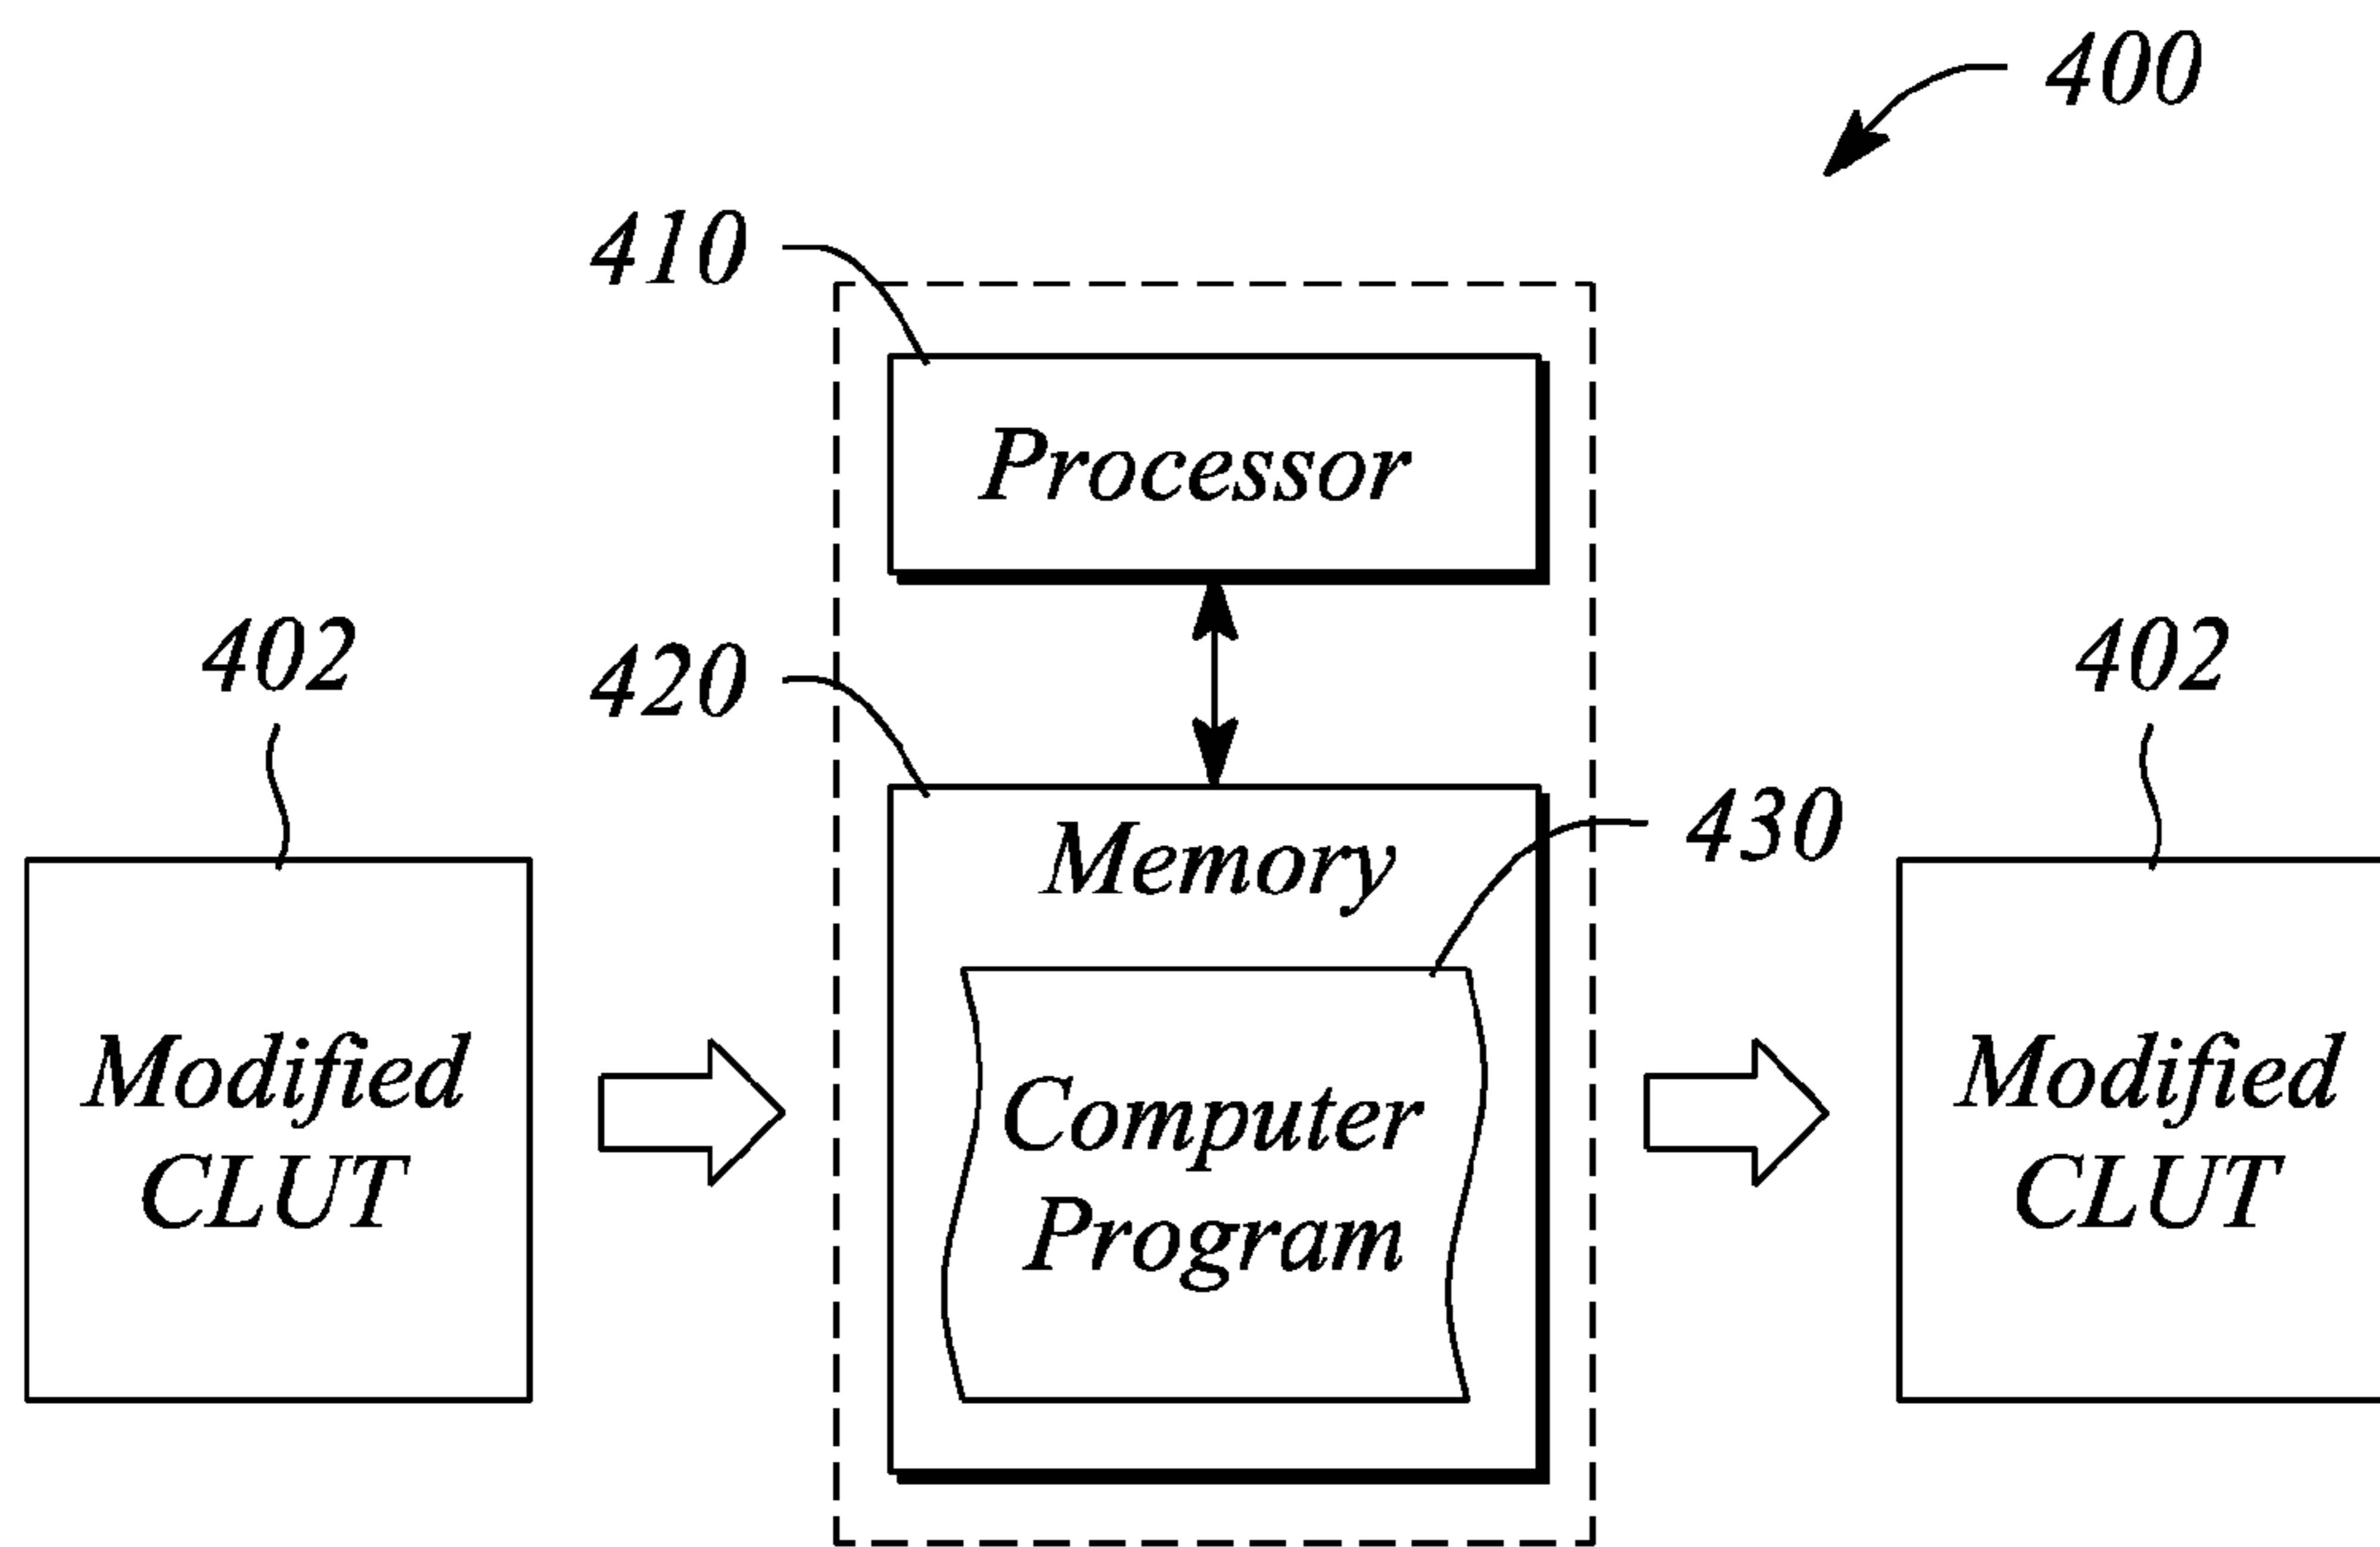 400
410
Processor
402
420
402
Memory
430
Modified
CLUT
Computer
Program
Modified
CLUT